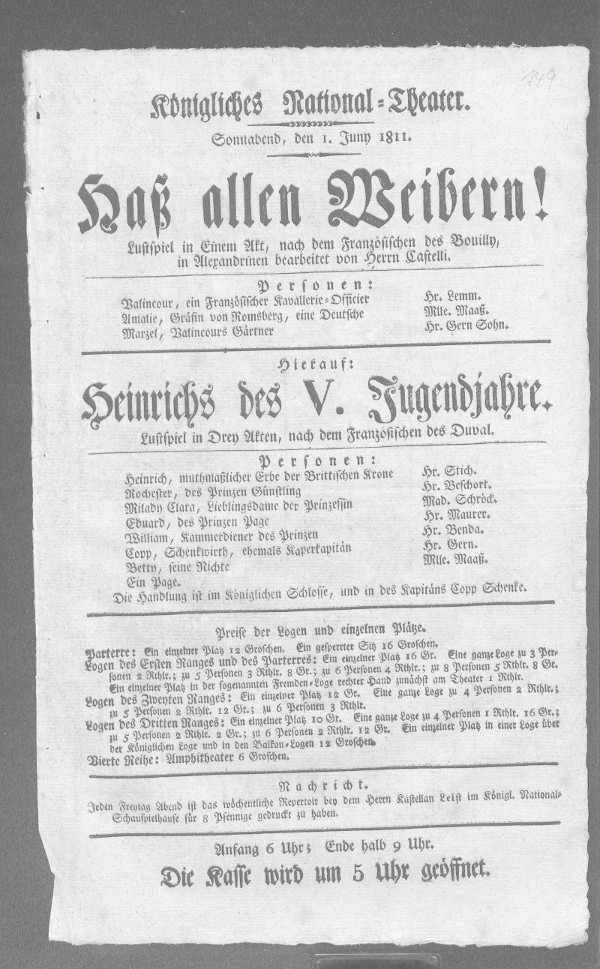 149
Königliches National-Theater.
Sonnabend, den 1. Juny 1811.
Haß allen Weibern!
Lustspiel in Einem Akt, nach dem Französischen des Bouilly,
in Alexandrinen bearbeitet von Herrn Castelli.
Personen:
Valincour, ein Französischer Kavallerie-Officier Hr. Lemm.
Amalie, Gräfin von Romsberg, eine Deutsche Mlle. Maaß.
Marzel, Valincours Gärtner Hr. Gern Sohn.
Hierauf:
Heinrichs des V. Jugendjahre.
Lustspiel in Drey Akten, nach dem Französischen des Duval.
Personen:
Heinrich, muthmaßlicher Erbe der Brittischen Krone Hr. Stich.
Rochester, des Prinzen Günstling Hr. Beschort.
Milady Clara, Lieblingsdame der Prinzessin Mad. Schröck.
Eduard, des Prinzen Page Hr. Maurer.
William, Kammerdiener des Prinzen Hr. Benda.
Copp, Schenkwirth, ehemals Kaperkapitän Hr. Gern.
Betty, seine Nichte Mlle. Maaß.
Ein Page.
Die Handlung ist im Königlichen Schlosse, und in des Kapitäns Copp Schenke.
Preise der Logen und einzelnen Plätze.
Parterre: Ein einzelner Platz 12 Groschen. Ein gesperrter Sitz 16 Groschen.
Logen des Ersten Ranges und des Parterres: Ein einzelner Platz 16 Gr. Eine ganze Loge zu 3 Per-
sonen 2 Rthlr.; zu 5 Personen 3 Rthlr. 8 Gr.; zu 6 Personen 4 Rthlr.; zu 8 Personen 5 Rthlr. 8 Gr.
Ein einzelner Platz in der sogenannten Fremden-Loge rechter Hand zunächst am Theater 1 Rthlr.
Logen des Zweyten Ranges: Ein einzelner Platz 12 Gr. Eine ganze Loge zu 4 Personen 2 Rthlr.;
zu 5 Personen 2 Rthlr. 12 Gr.; zu 6 Personen 3 Rthlr.
Logen des Dritten Ranges: Ein einzelner Platz 10 Gr. Eine ganze Loge zu 4 Personen 1 Rthlr. 16 Gr.;
zu 5 Personen 2 Rthlr. 2 Gr.; zu 6 Personen 2 Rthlr. 12 Gr. Ein einzelner Platz in einer Loge über
der Königlichen Loge und in den Balkon-Logen 12 Groschen.
Vierte Reihe: Amphitheater 6 Groschen.
Nachricht.
Jeden Freytag Abend ist das wöchentliche Repertoir bey dem Herrn Kastellan Leist im Königl. National-
Schauspielhause für 8 Pfennige gedruckt zu haben.
Anfang 6 Uhr; Ende halb 9 Uhr.
Die Kasse wird um 5 Uhr geöffnet.